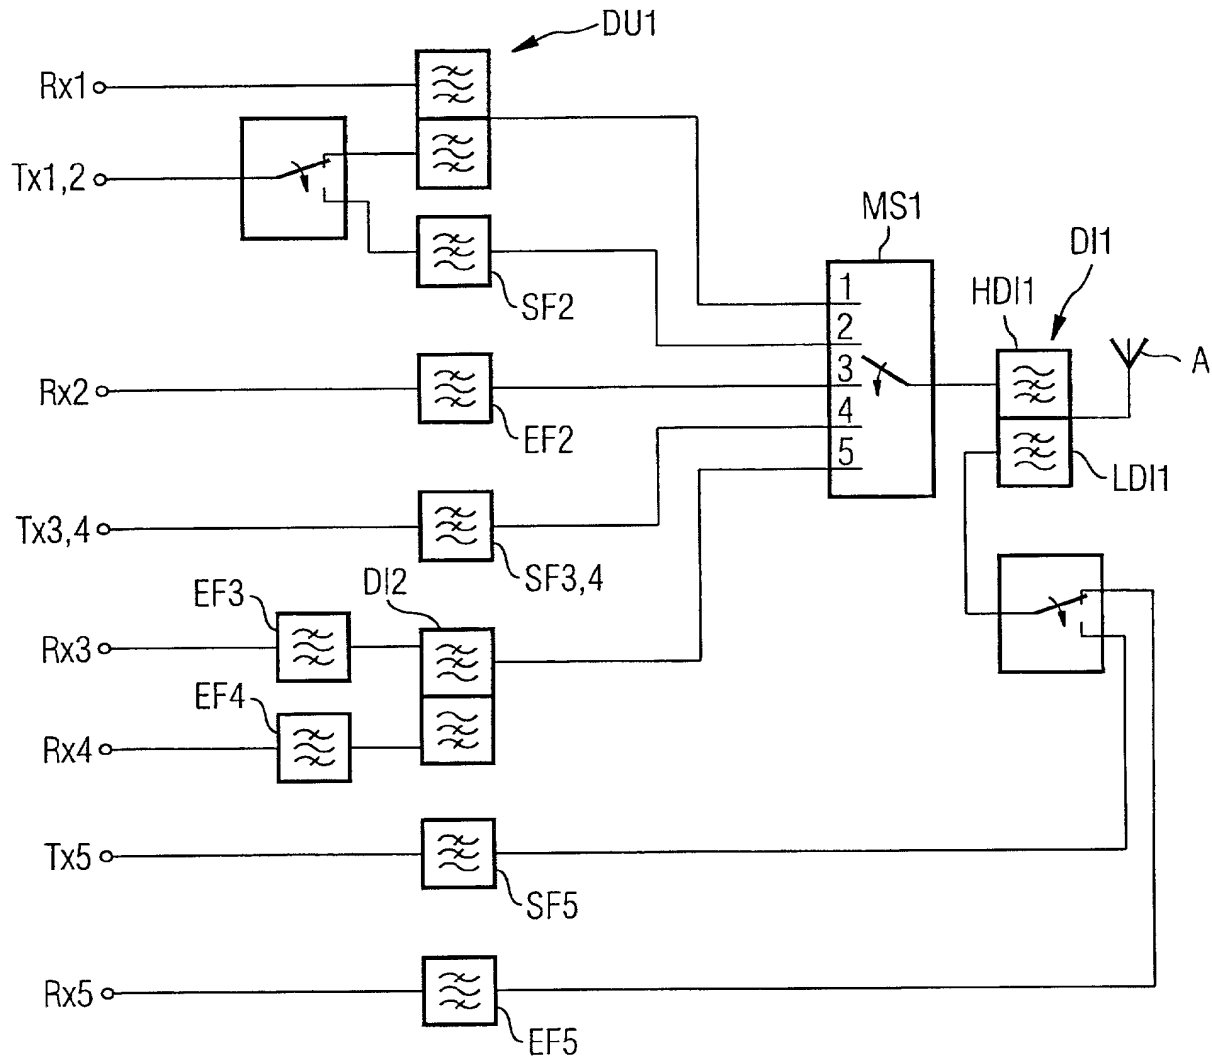 DU1
Rx1
Tx1,2
SF2
MS1
DI1
HDI1
1
2
3
4
5
A
Rx2
EF2
LDI1
Tx3,4
SF3,4
DI2
EF3
Rx3
EF4
Rx4
Tx5
SF5
Rx5
EF5